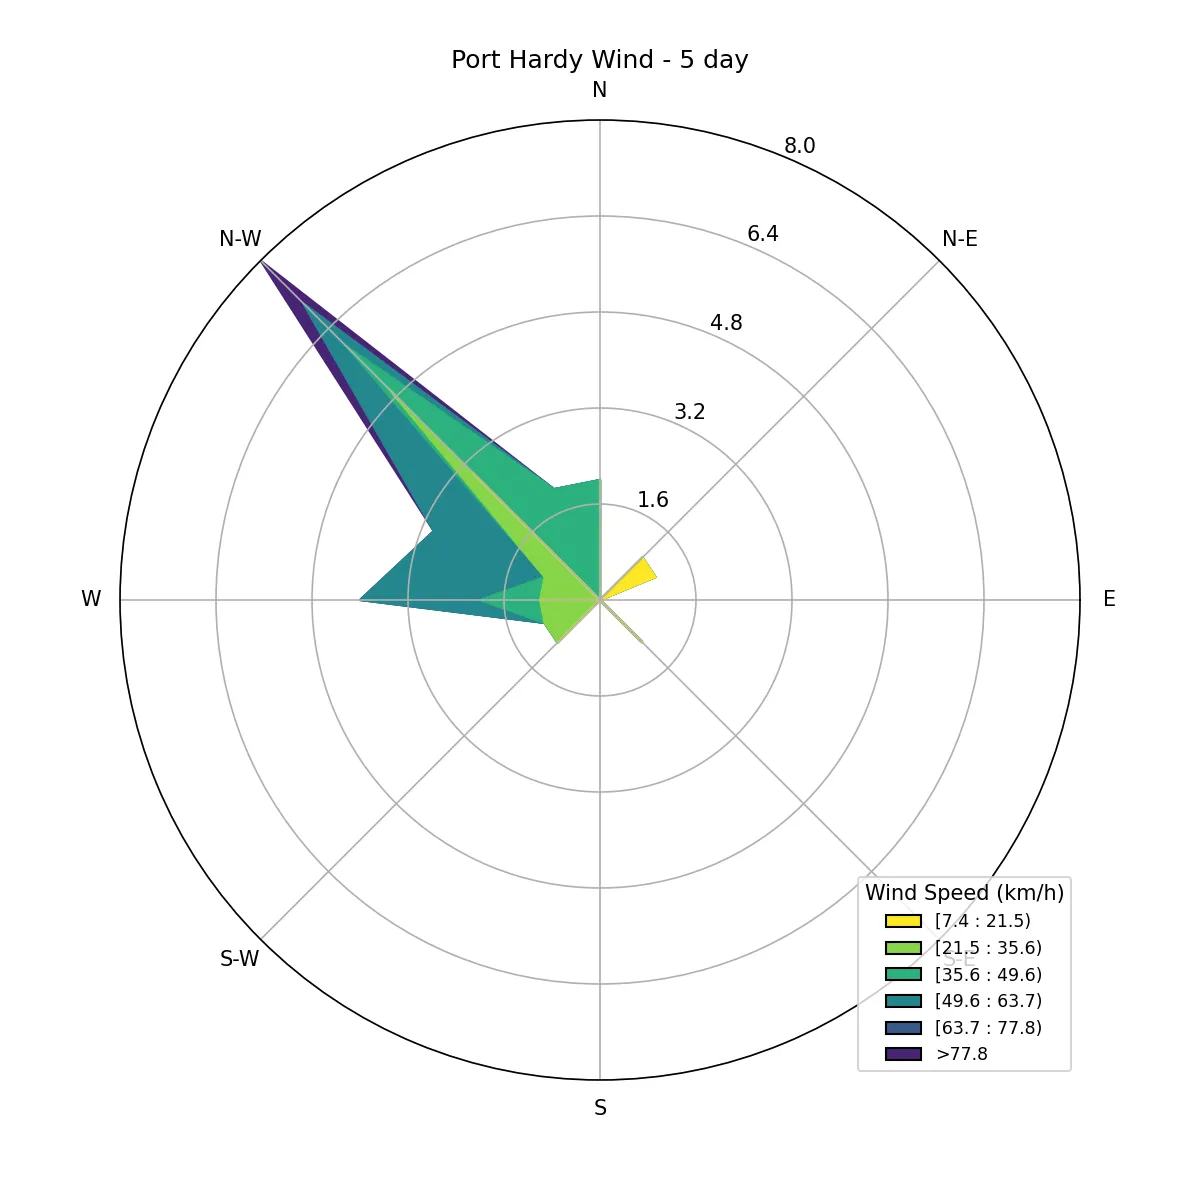 Port Hardy Wind - 5 day
N
8.0
N-W
N-E
6.4
4.8
3.2
1.6
W
E
S-W
S-E
S
Wind Speed (km/h)
[7.4 : 21.5)
[21.5 : 35.6)
[35.6 : 49.6)
[49.6 : 63.7)
[63.7 : 77.8)
>77.8